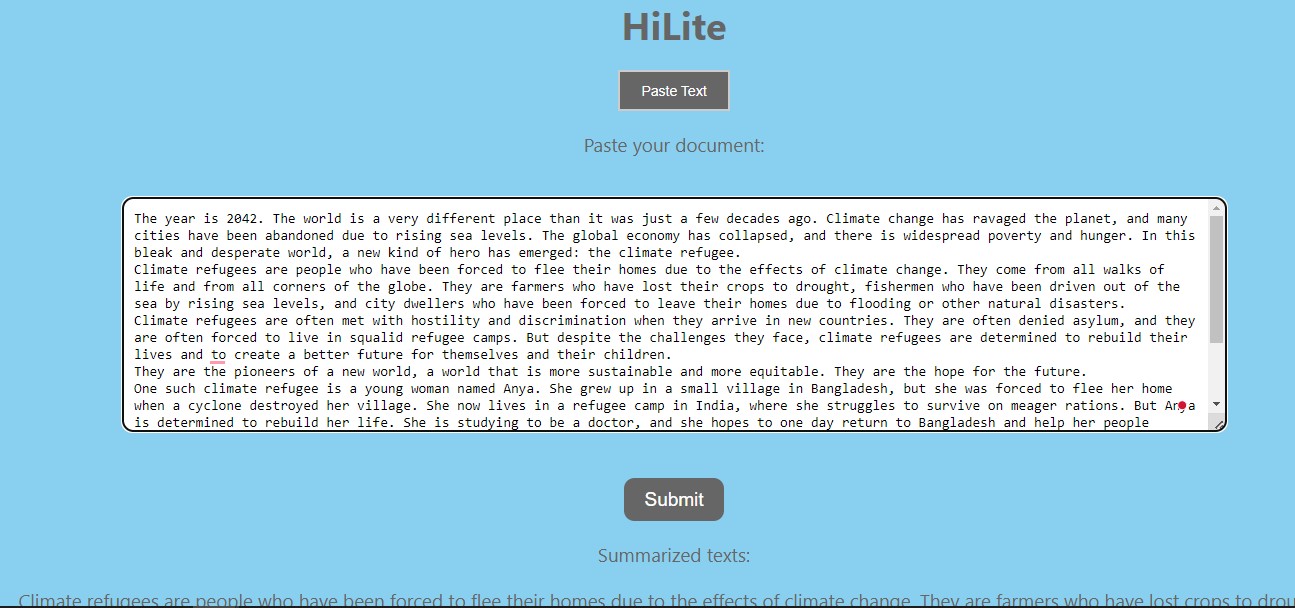 HiLite
Paste Text
Paste your document:
The year is 2042. The world is a very different place than it was just a few decades ago. Climate change has ravaged the planet, and many
cities have been abandoned due to rising sea levels. The global economy has collapsed, and there is widespread poverty and hunger. In this
bleak and desperate world, a new kind of hero has emerged: the climate refugee.
Climate refugees are people who have been forced to flee their homes due to the effects of climate change. They come from all walks of
life and from all corners of the globe. They are farmers who have lost their crops to drought, fishermen who have been driven out of the
sea by rising sea levels, and city dwellers who have been forced to leave their homes due to flooding or other natural disasters.
Climate refugees are often met with hostility and discrimination when they arrive in new countries. They are often denied asylum, and they
are often forced to live in squalid refugee camps. But despite the challenges they face, climate refugees are determined to rebuild their
lives and to create a better future for themselves and their children.
They are the pioneers of a new world, a world that is more sustainable and more equitable. They are the hope for the future.
One such climate refugee is a young woman named Anya. She grew up in a small village in Bangladesh, but she was forced to flee her home
when a cyclone destroyed her village. She now lives in a refugee camp in India, where she struggles to survive on meager rations. But Anya
is determined to rebuild her life. She is studying to be a doctor, and she hopes to one day return to Bangladesh and help her people
Submit
Summarized texts:
Climate refugees are people who have been forced to flee their homes due to the effects of climate change. They are farmers who have lost crops to drou